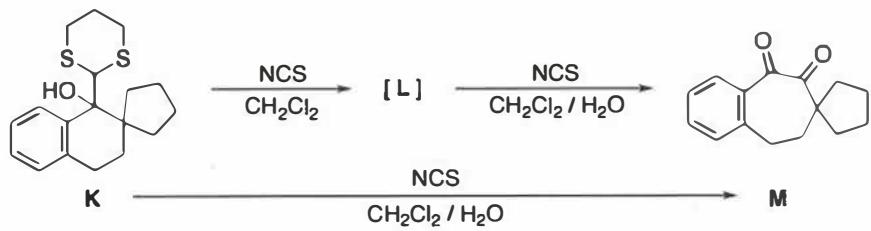 S S
HO
NCS
CH₂Cl₂
[ L ]
NCS
CH₂Cl₂ / H₂O
O O
K
NCS
CH₂Cl₂ / H₂O
M